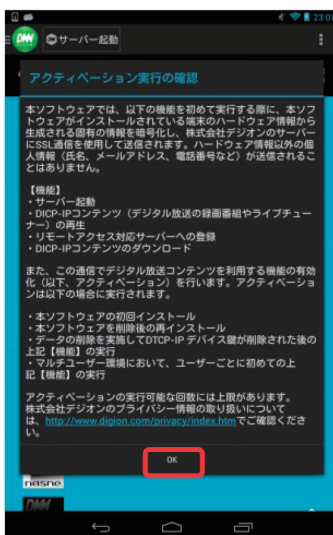 23:07
DMM
サーバー起動
アクティベーション実行の確認
本ソフトウェアでは、以下の機能を初めて実行する際に、本ソフ
トウェアがインストールされている端末のハードウェア情報から
生成される固有の情報を暗号化し、株式会社デジオンのサーバー
にSSL通信を使用して送信されます。ハードウェア情報以外の個
人情報（氏名、メールアドレス、電話番号など）が送信されるこ
とはありません。
【機能】
・サーバー起動
・DICP-IPコンテンツ（デジタル放送の録画番組やライブチュー
ナー）の再生
・リモートアクセス対応サーバーへの登録
・DICP-IPコンテンツのダウンロード
また、この通信でデジタル放送コンテンツを利用する機能の有効
化（以下、アクティベーション）を行います。アクティベーショ
ンは以下の場合に実行されます。
・本ソフトウェアの初回インストール
・本ソフトウェアを削除後の再インストール
・データの削除を実施してDTCP-IP デバイス鍵が削除された後の
上記【機能】の実行
・マルチユーザー環境において、ユーザーごとに初めての上
記【機能】の実行
アクティベーションの実行可能な回数には上限があります。
株式会社デジオンのプライバシー情報の取り扱いについて
は、http://www.digion.com/privacy/index.htmでご確認くださ
い。
OK
nasne
DMM